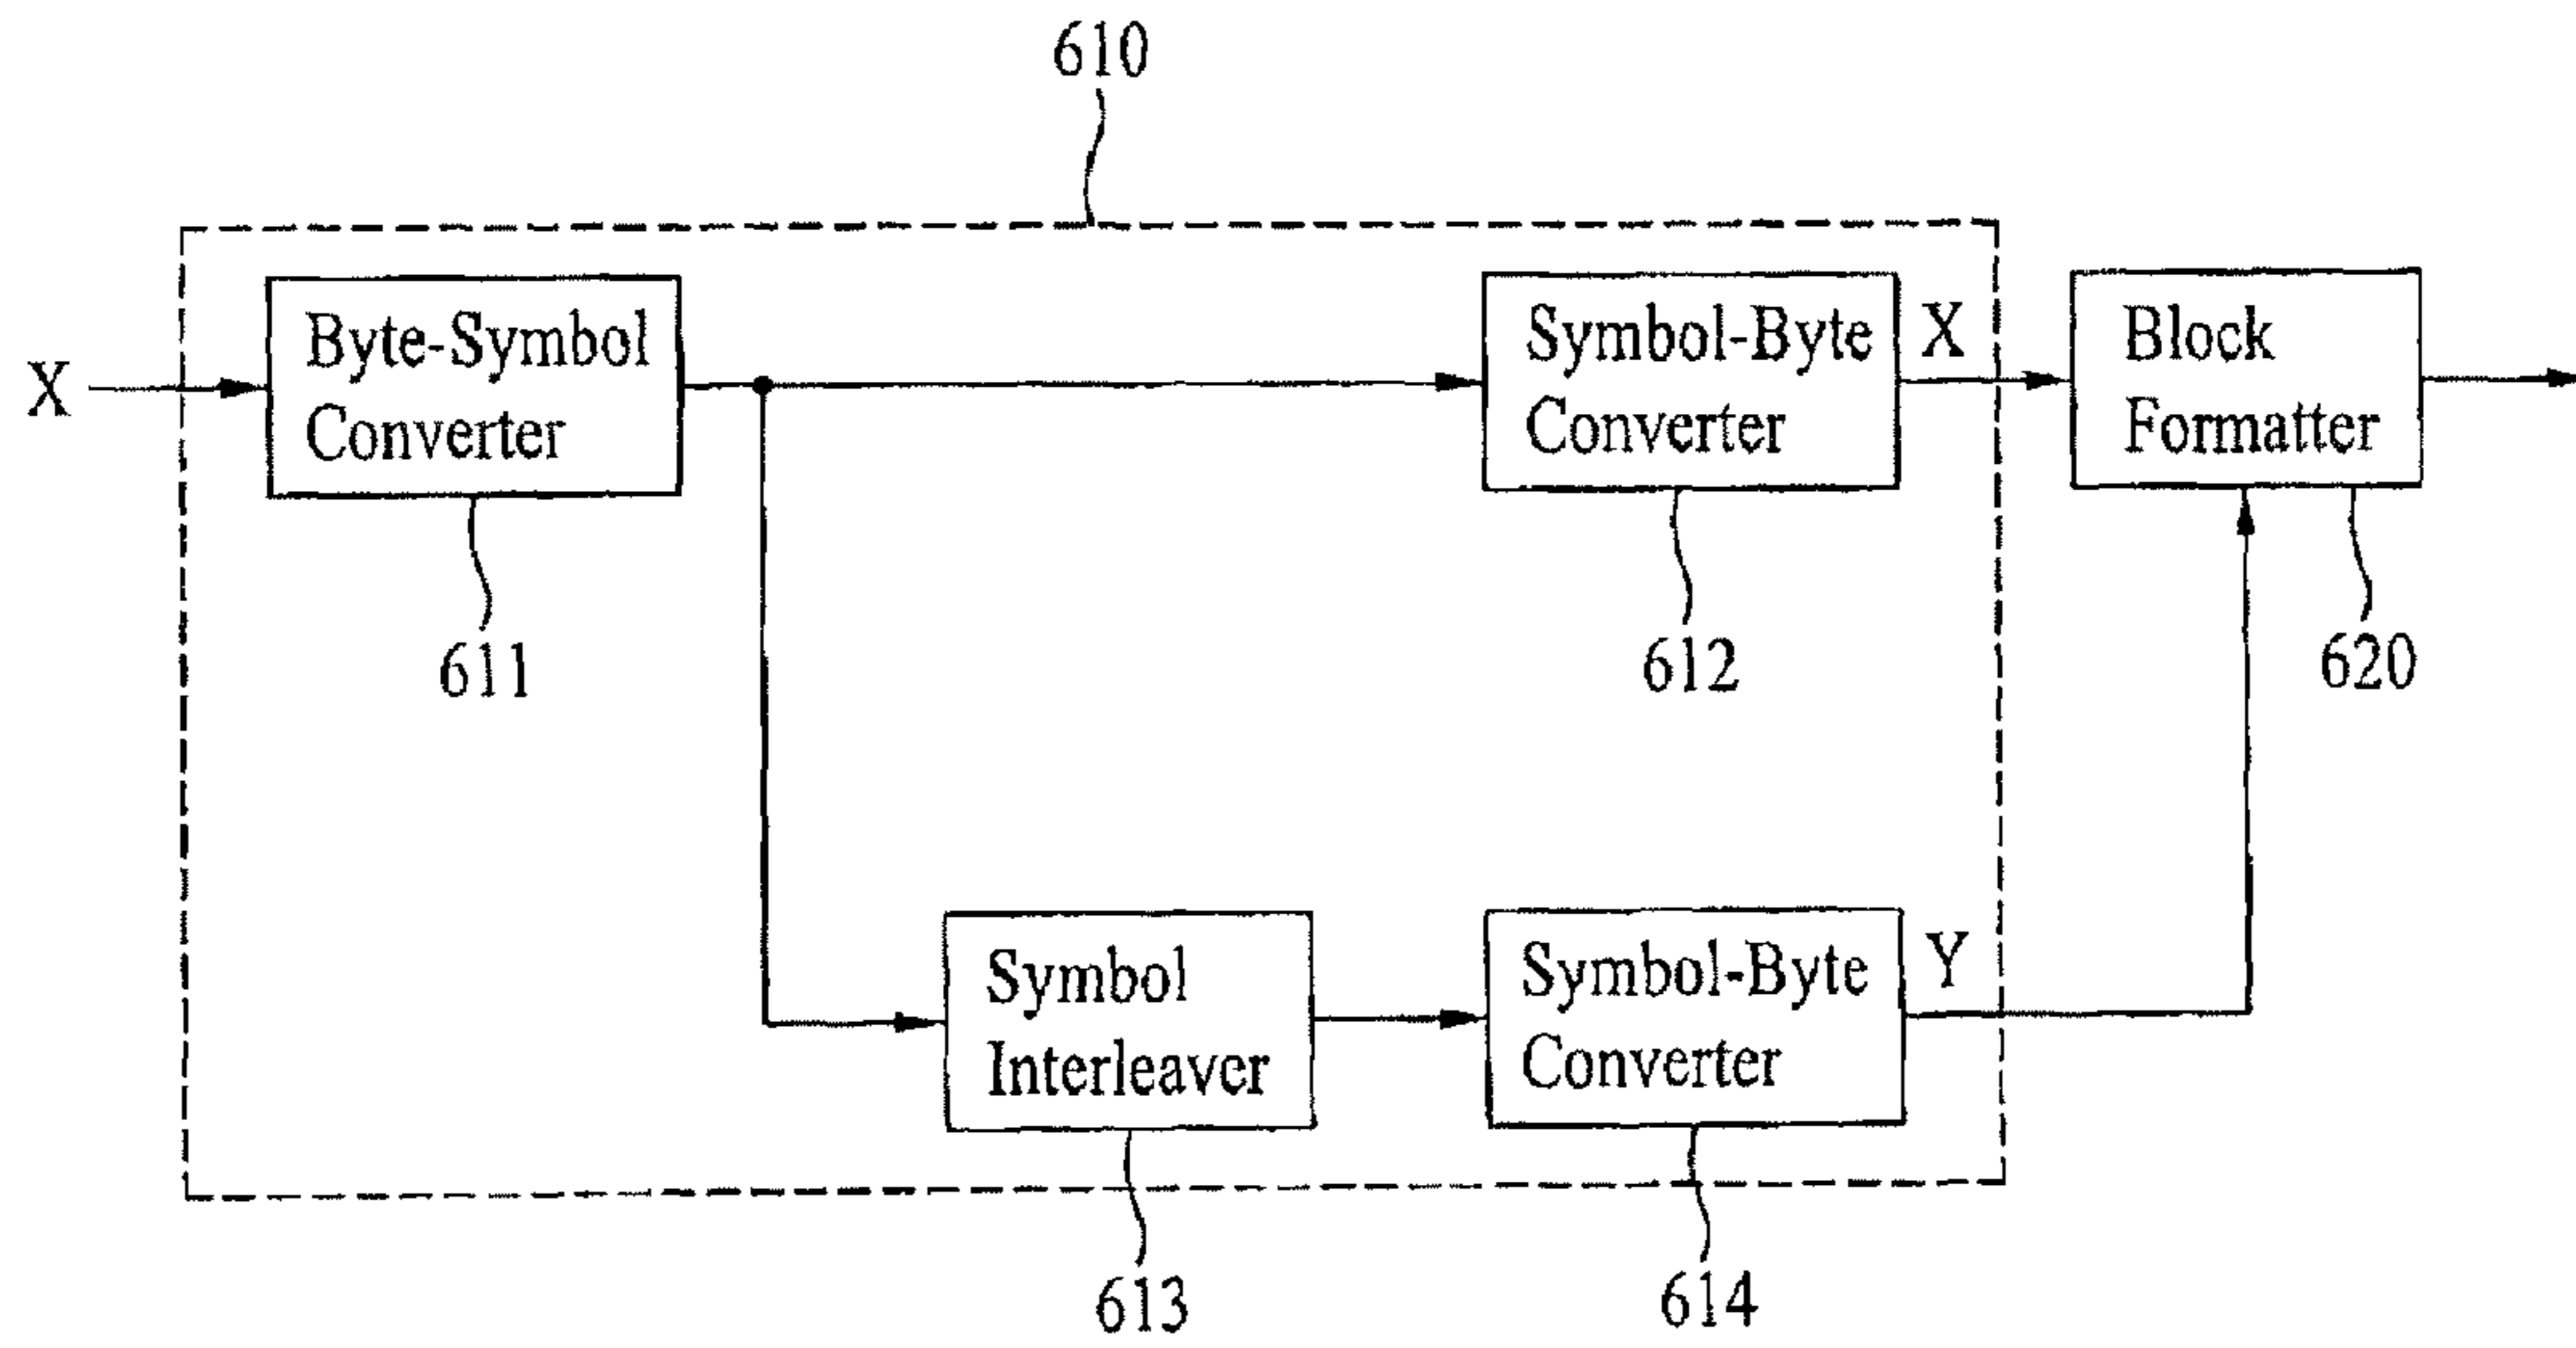 610
X
Byte-Symbol
Converter
611
Symbol-Byte
Converter
612
X
Block
Formatter
620
Symbol
Interleaver
613
Symbol-Byte
Converter
614
Y